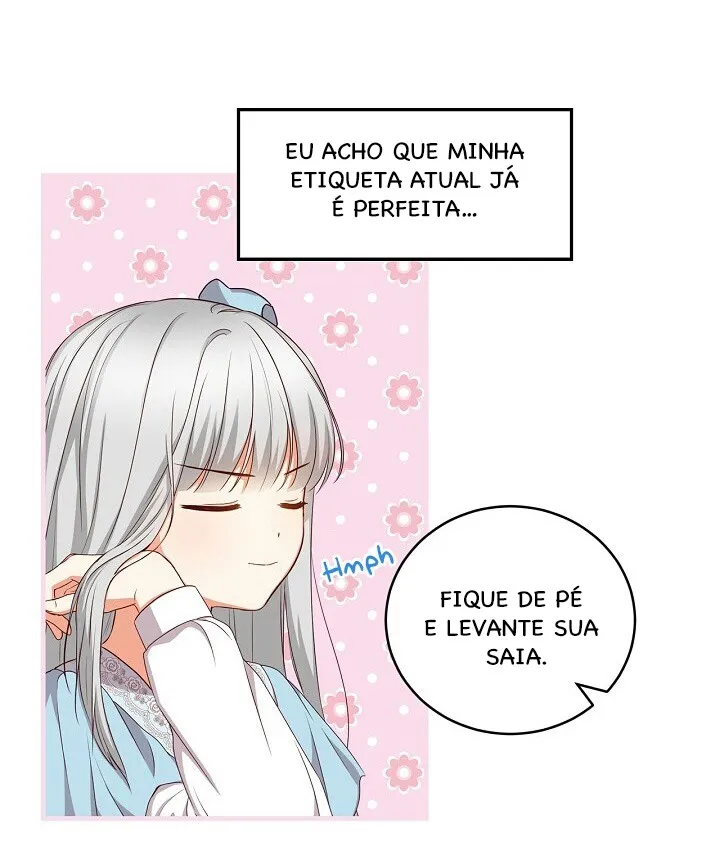 EU ACHO QUE MINHA
ETIQUETA ATUAL JÁ
É PERFEITA...
Hmph
FIQUE DE PÉ
E LEVANTE SUA
SAIA.